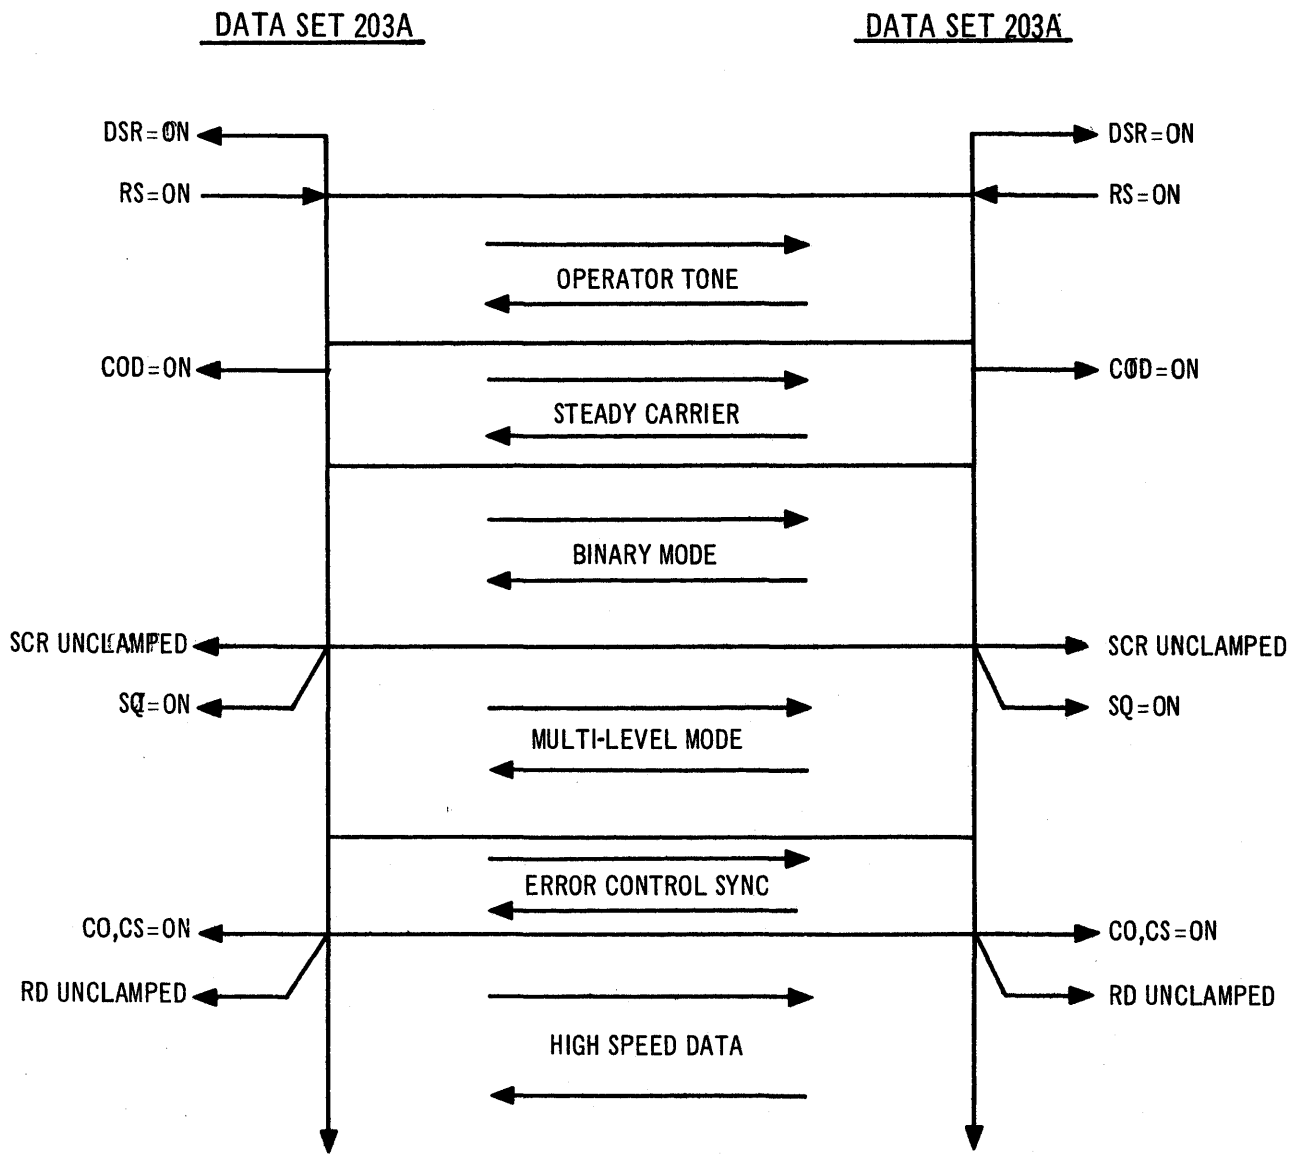 DATA SET 203A
DATA SET 203A
DSR=ON
DSR=ON
RS=ON
RS=ON
OPERATOR TONE
COD=ON
COD=ON
STEADY CARRIER
BINARY MODE
SCR UNCLAMPED
SCR UNCLAMPED
SQ=ON
SQ=ON
MULTI-LEVEL MODE
ERROR CONTROL SYNC
CO,CS=ON
CO,CS=ON
RD UNCLAMPED
RD UNCLAMPED
HIGH SPEED DATA